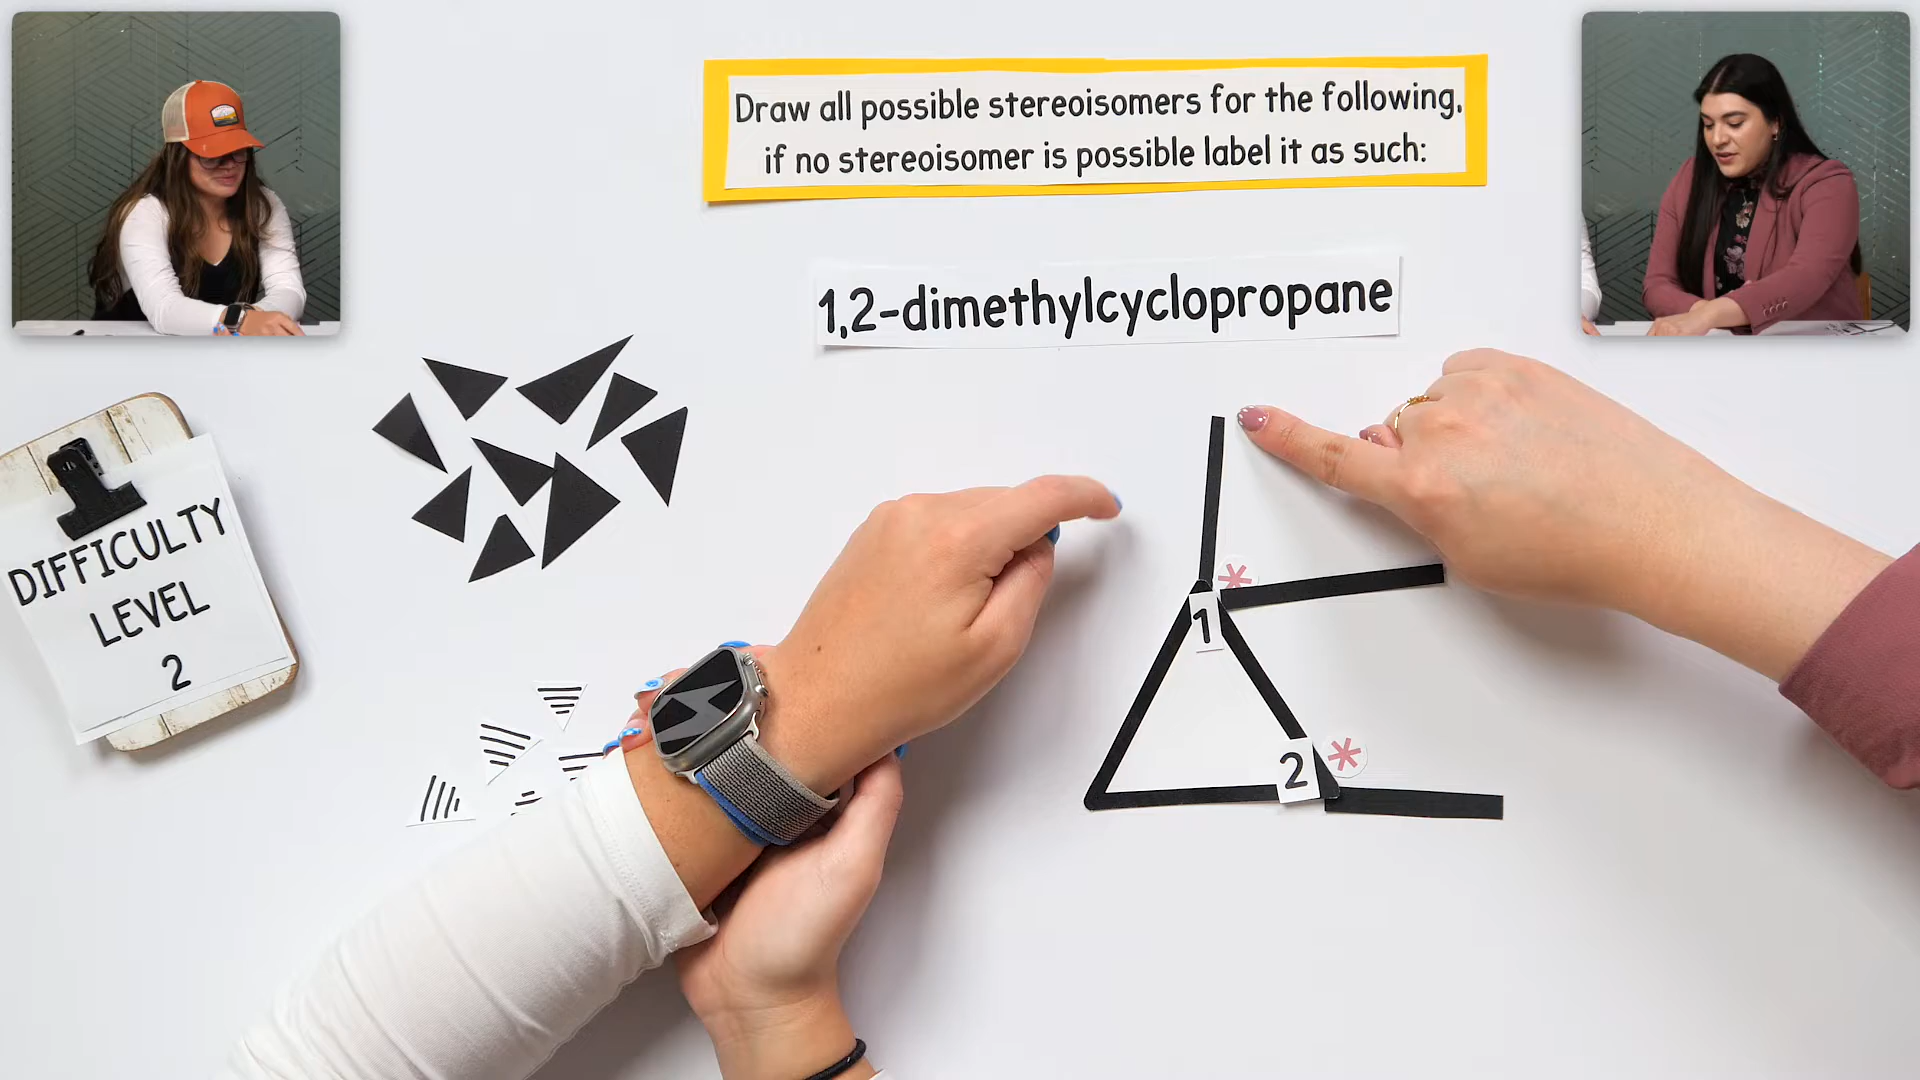 Draw all possible stereoisomers for the following,
if no stereoisomer is possible label it as such:
1,2-dimethylcyclopropane
DIFFICULTY
LEVEL
2
*
1
2
*